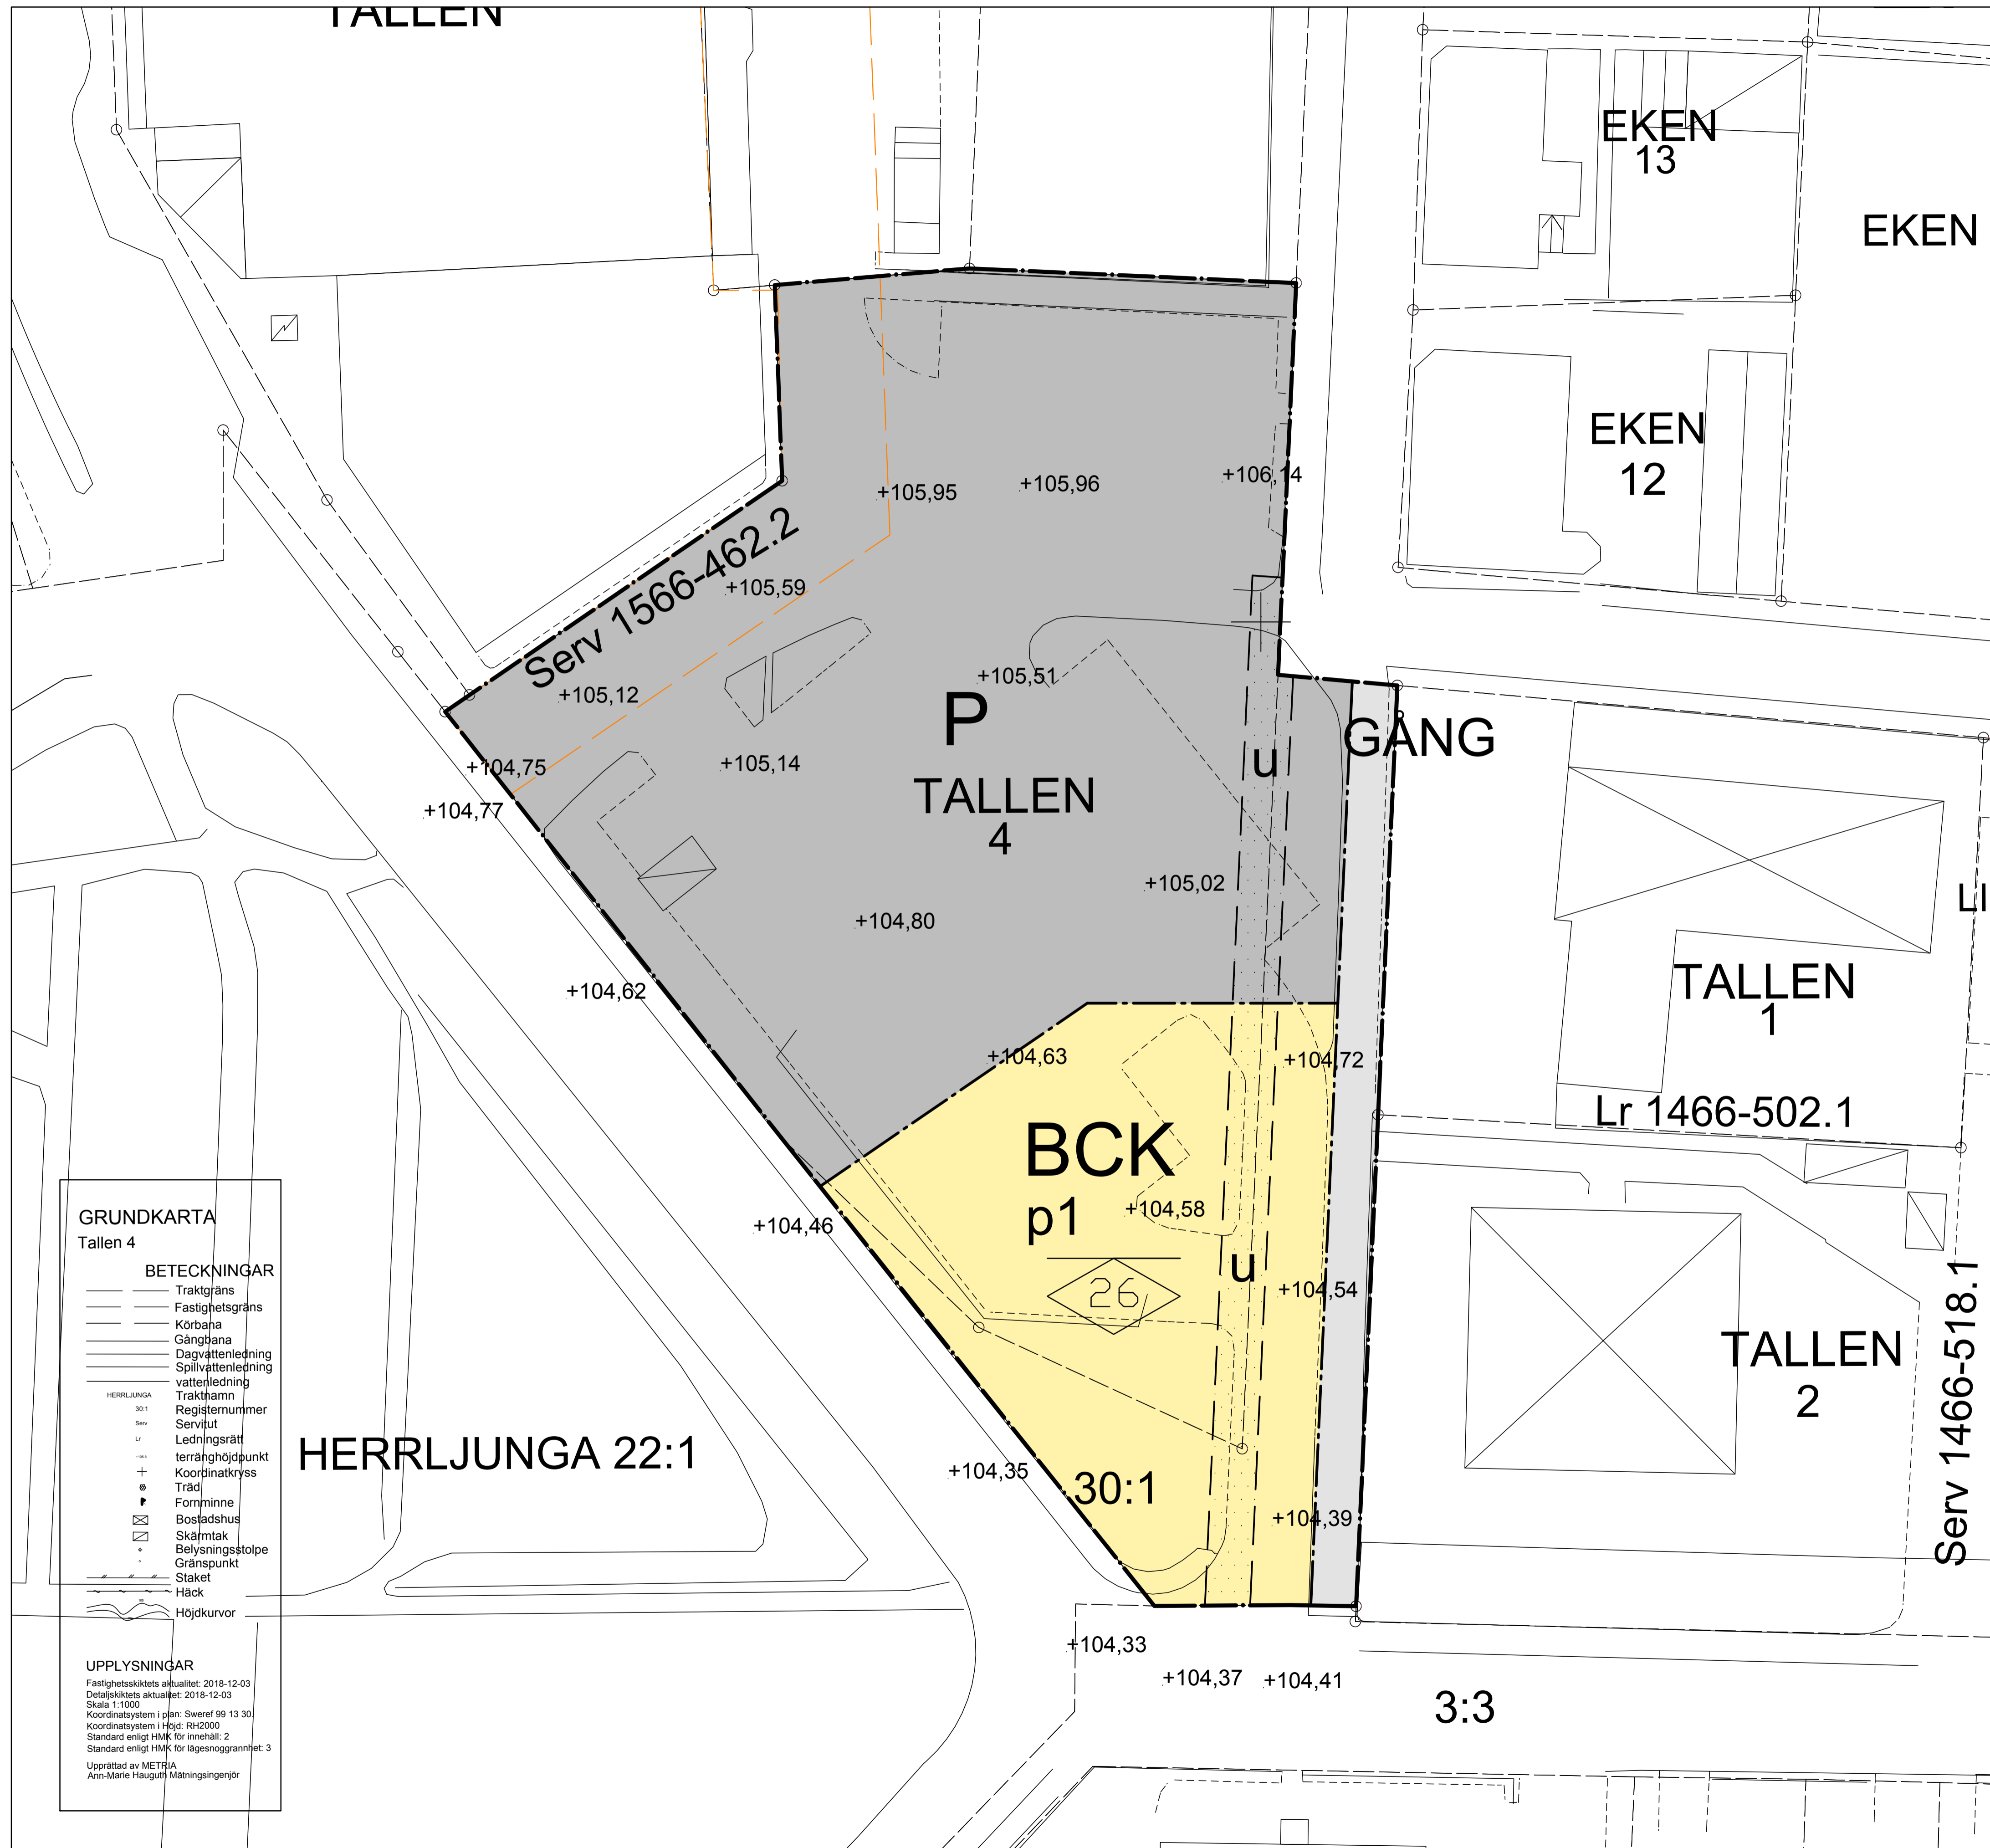 TALLEN
EKEN
13
EKEN
EKEN
12
+105,95
+105,96
+106,14
Serv 1566-462.2
+105,59
+105,12
+105,51
P
GÅNG
u
+104,75
+105,14
+104,77
TALLEN
4
+105,02
LI
+104,80
+104,62
TALLEN
1
+104,63
+104,72
Lr 1466-502.1
BCK
p1
+104,58
+104,46
u
26
+104,54
TALLEN
2
Serv 1466-518.1
HERRLJUNGA 22:1
+104,35
30:1
+104,39
+104,33
+104,37
+104,41
3:3
GRUNDKARTA
Tallen 4
BETECKNINGAR
Traktgräns
Fastighetsgräns
Körbana
Gångbana
Dagvattenledning
Spillvattenledning
vattenledning
HERRLJUNGA Traktnamn
30:1 Registernummer
Serv Servitut
Lr Ledningsrätt
terränghöjdpunkt
Koordinatkryss
Träd
Fornminne
Bostadshus
Skärmtak
Belysningsstolpe
Gränspunkt
Staket
Häck
Höjdkurvor
UPPLYSNINGAR
Fastighetsskiktets aktualitet: 2018-12-03
Detaljskiktets aktualitet: 2018-12-03
Skala 1:1000
Koordinatsystem i plan: Sweref 99 13 30.
Koordinatsystem i Höjd: RH2000
Standard enligt HMK för innehåll: 2
Standard enligt HMK för lägesnoggrannhet: 3
Upprättad av METRIA
Ann-Marie Hauguth Mätningsingenjör